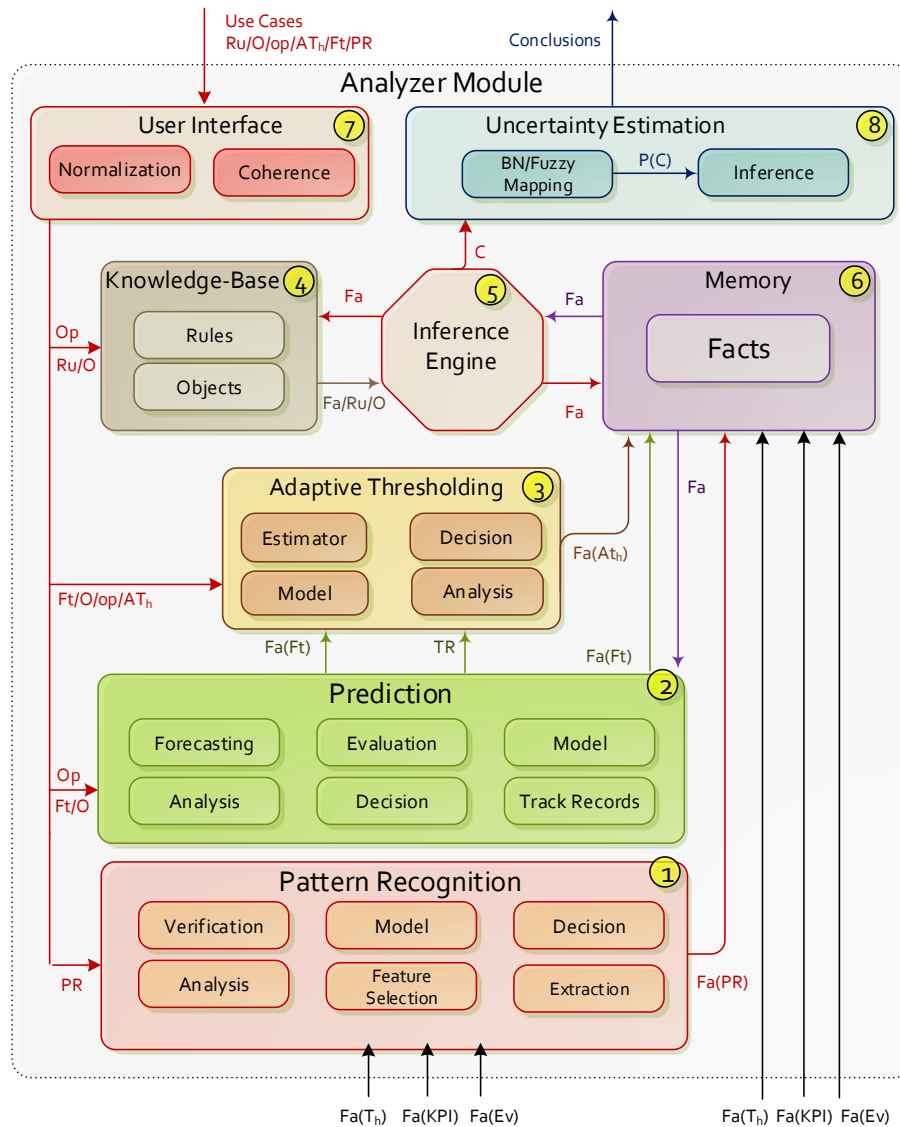 Use Cases
Ru/O/op/ATh/Ft/PR
Conclusions
Analyzer Module
User Interface
7
Normalization
Coherence
Uncertainty Estimation
8
BN/Fuzzy
Mapping
P(C)
Inference
C
Knowledge-Base
4
Rules
Objects
Op
Ru/O
Fa
Fa/Ru/O
5
Inference
Engine
Fa
Fa
Memory
6
Facts
Adaptive Thresholding
3
Estimator
Decision
Model
Analysis
Ft/O/op/ATh
Fa(Ath)
Fa
Fa(Ft)
TR
Fa(Ft)
Prediction
2
Forecasting
Evaluation
Model
Analysis
Decision
Track Records
Op
Ft/O
Pattern Recognition
1
Verification
Model
Decision
Analysis
Feature
Selection
Extraction
PR
Fa(PR)
Fa(Th)
Fa(KPI)
Fa(Ev)
Fa(Th)
Fa(KPI)
Fa(Ev)